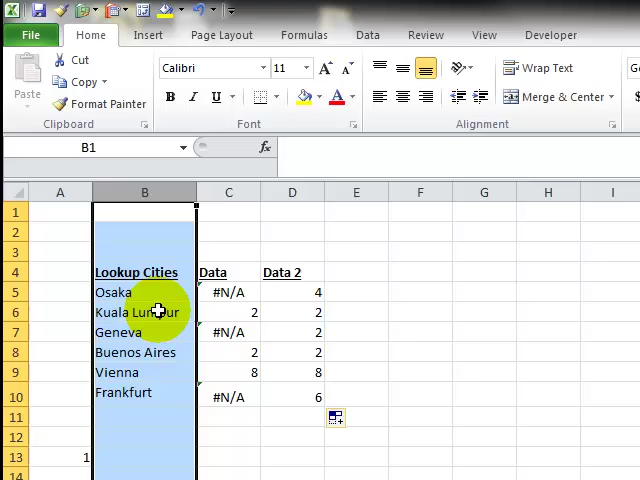 File Home Insert Page Layout Formulas Data Review View Developer
Cut
Copy
Format Painter
Paste
Clipboard
Calibri 11
B I U A A A
Font
Wrap Text
Merge & Center
Alignment
$
B1 fx
A B C D E F G H I
1
2
3
4 Lookup Cities Data Data 2
5 Osaka #N/A 4
6 Kuala Lumpur 2 2
7 Geneva #N/A 2
8 Buenos Aires 2 2
9 Vienna 8 8
10 Frankfurt #N/A 6
11
12
13 1
14